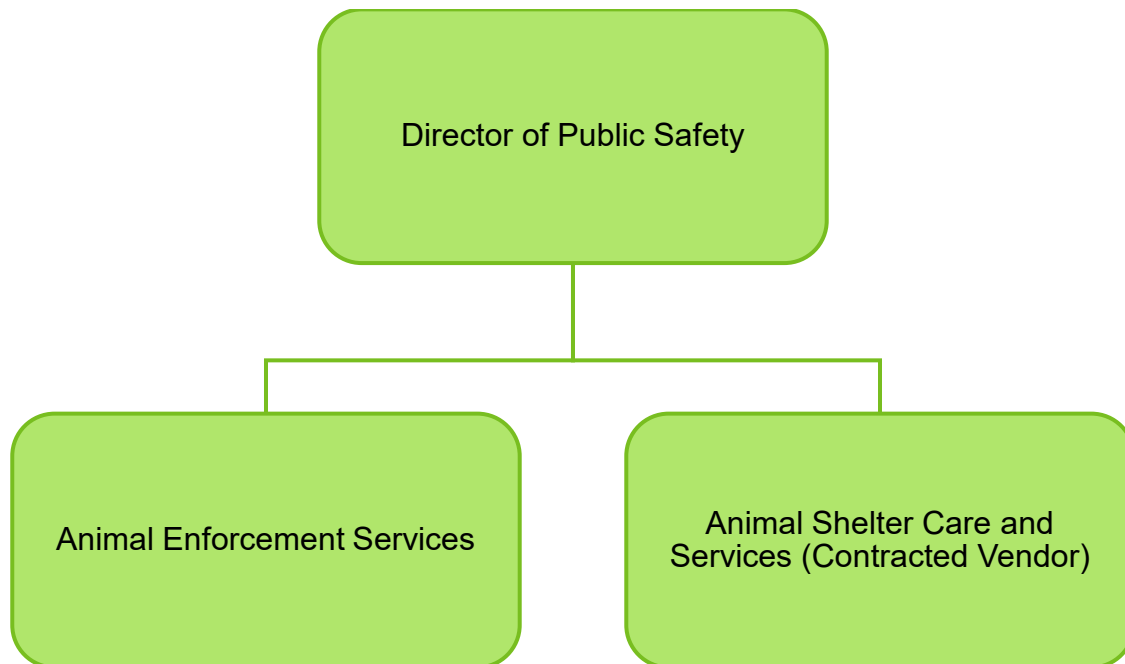 Director of Public Safety
Animal Enforcement Services
Animal Shelter Care and
Services (Contracted Vendor)